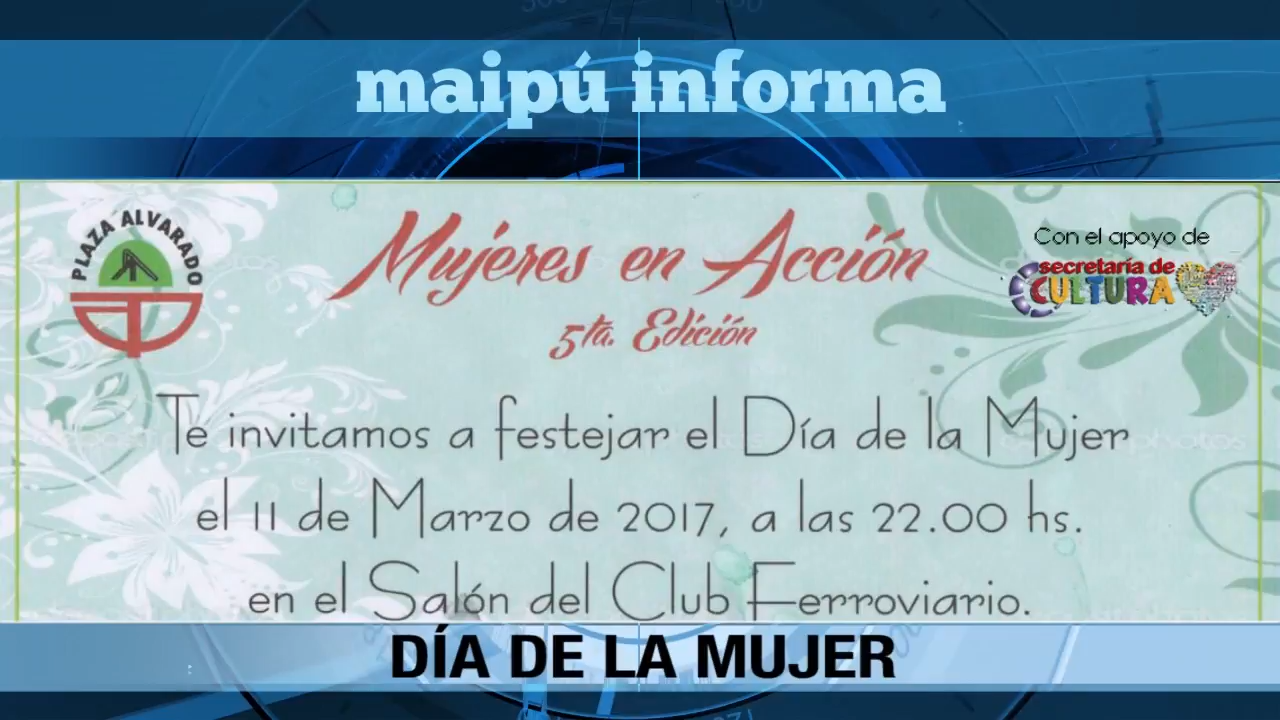 maipú informa
PLAZA ALVARADO
Mujeres en Acción
5ta. Edición
Con el apoyo de
secretaría de
CULTURA
Te invitamos a festejar el Día de la Mujer
el 11 de Marzo de 2017, a las 22.00 hs.
en el Salón del Club Ferroviario.
DÍA DE LA MUJER